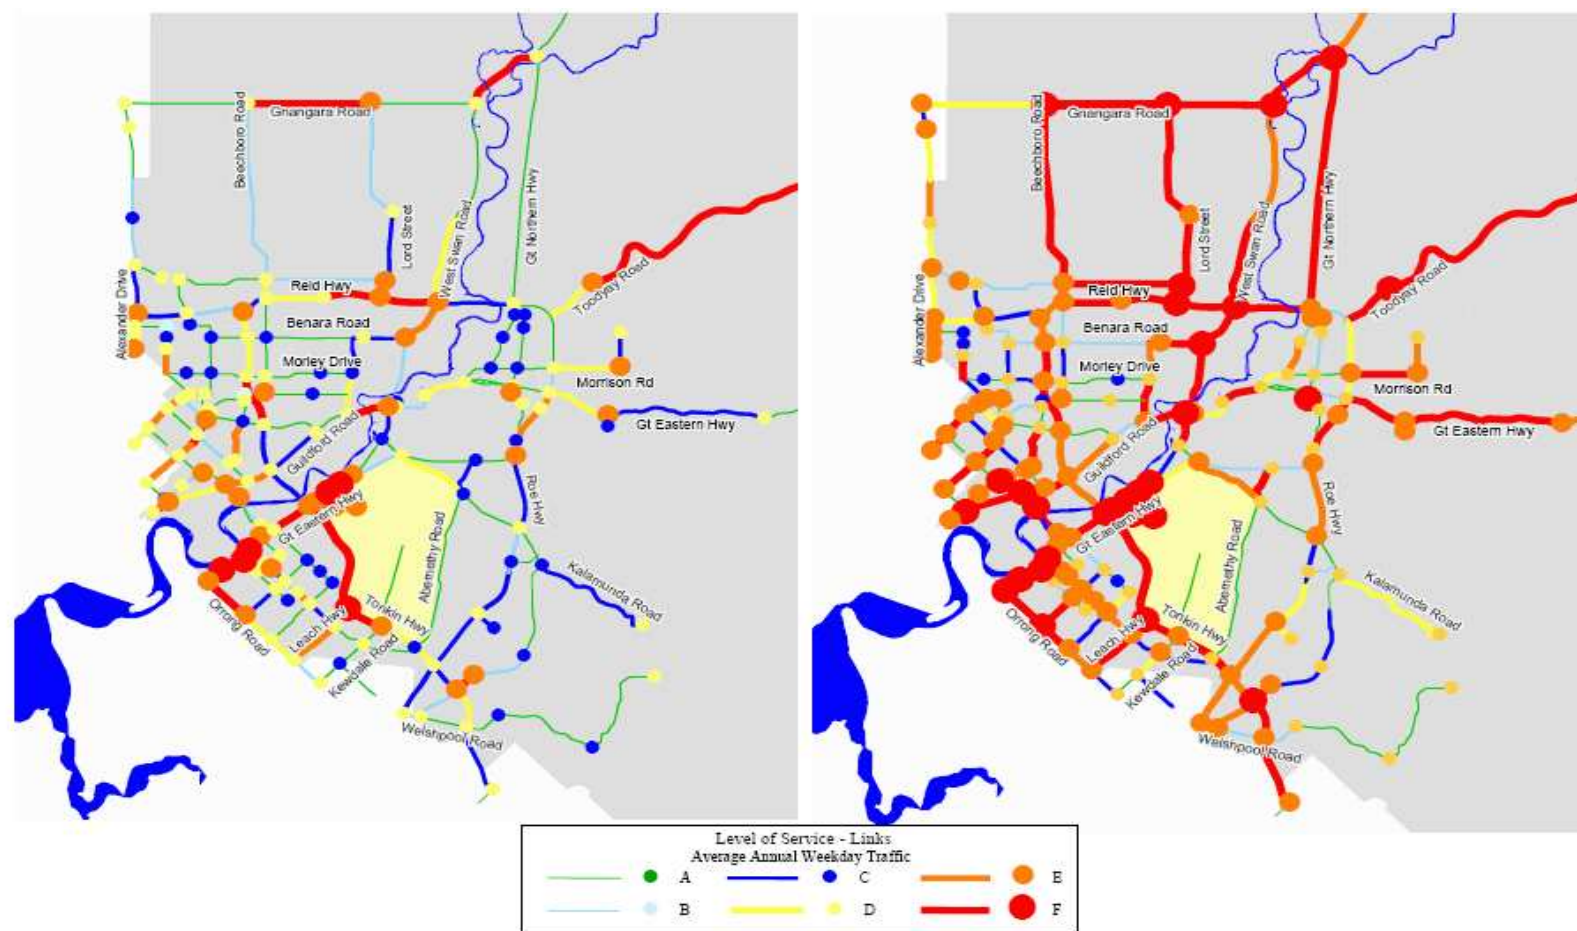 Gnangara Road
Beechboro Road
Lord Street
West Swan Road
Gt Northern Hwy
Toodyay Road
Reid Hwy
Alexander Drive
Benara Road
Morley Drive
Morrison Rd
Gt Eastern Hwy
Guildford Road
Roe Hwy
Gt Eastern Hwy
Abernethy Road
Kalamunda Road
Orrong Road
Leach Hwy
Tonkin Hwy
Kewdale Road
Welshpool Road
Gnangara Road
Beechboro Road
Lord Street
West Swan Road
Gt Northern Hwy
Toodyay Road
Reid Hwy
Alexander Drive
Benara Road
Morley Drive
Morrison Rd
Gt Eastern Hwy
Guildford Road
Roe Hwy
Gt Eastern Hwy
Abernethy Road
Kalamunda Road
Orrong Road
Leach Hwy
Tonkin Hwy
Kewdale Road
Welshpool Road
Level of Service - Links
Average Annual Weekday Traffic
A C E
B D F